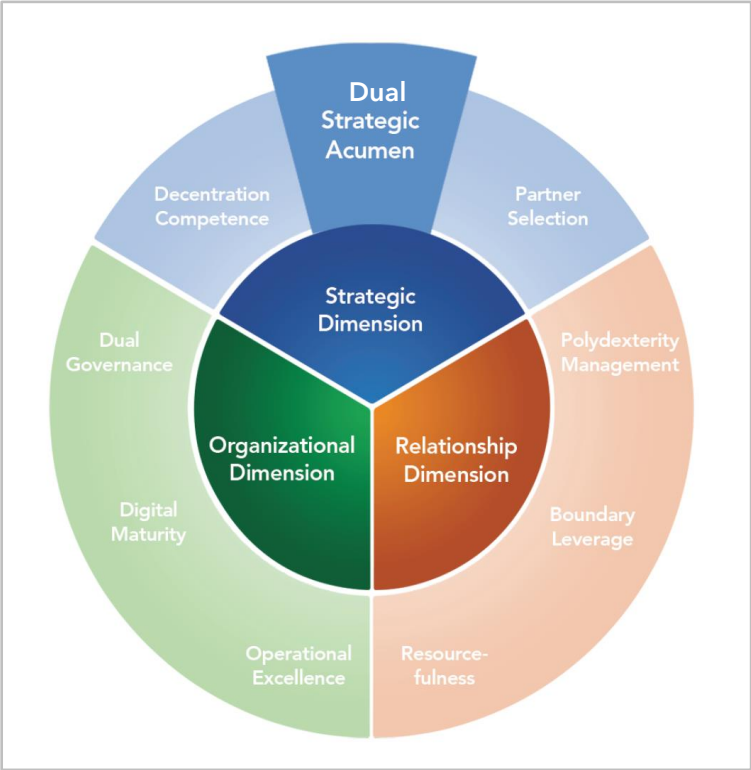 Dual
Strategic
Acumen
Decentration
Competence
Partner
Selection
Strategic
Dimension
Dual
Governance
Polydexterity
Management
Organizational
Dimension
Relationship
Dimension
Digital
Maturity
Boundary
Leverage
Operational
Excellence
Resource-
fulness